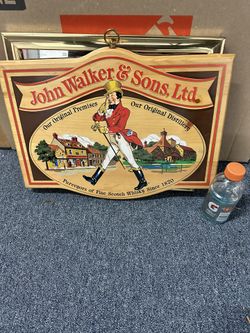 John Walker & Sons, Ltd.
Our Original Premises
Our Original Distillery
Purveyors of Fine Scotch Whisky Since 1820
G